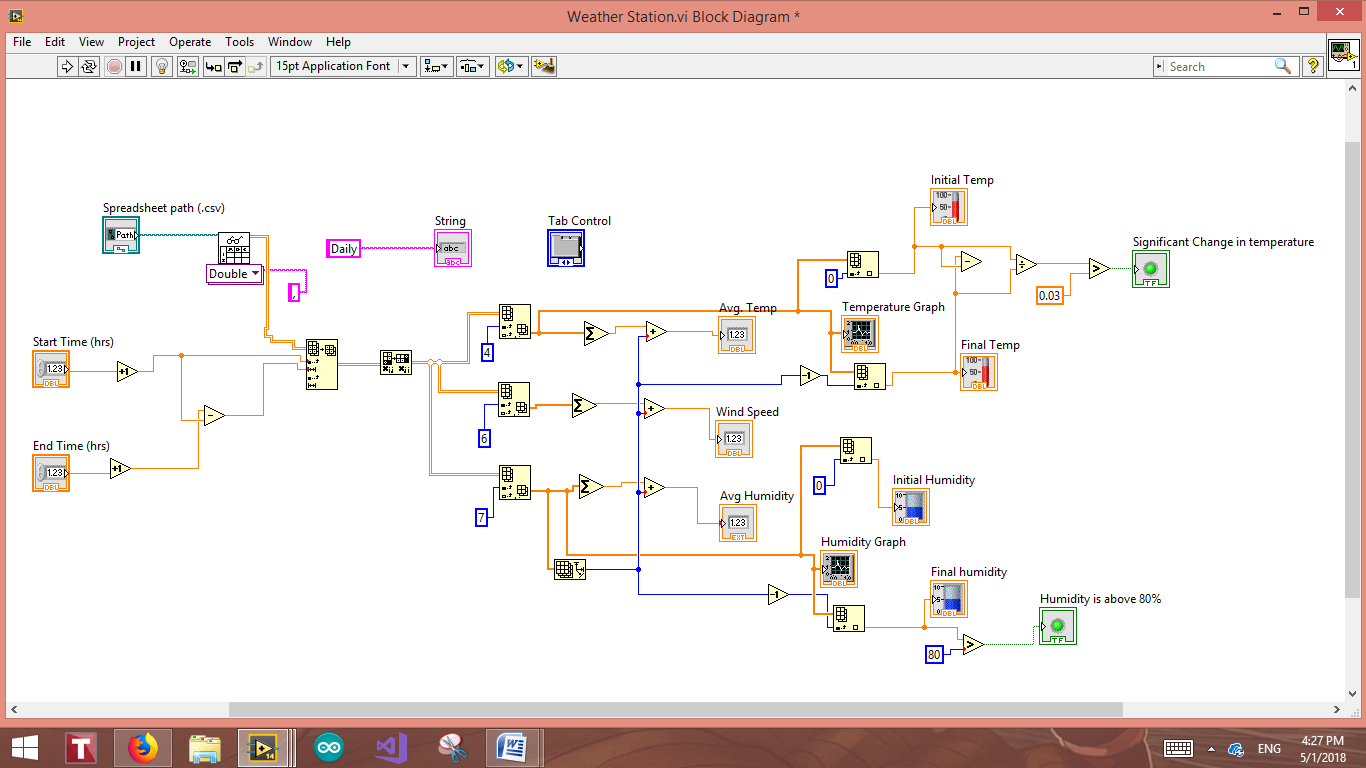 Weather Station.vi Block Diagram *
File Edit View Project Operate Tools Window Help
15pt Application Font
Search
1
Initial Temp
100
50
0
DBL
Spreadsheet path (.csv)
Path
String
abc
abc
Tab Control
Daily
Double
,
Significant Change in temperature
TF
0
0.03
Avg. Temp
1.23
DBL
Temperature Graph
DBL
4
Start Time (hrs)
1.23
DBL
+1
Final Temp
100
50
0
DBL
-1
Wind Speed
1.23
DBL
6
End Time (hrs)
1.23
DBL
+1
0
Initial Humidity
10
5
0
DBL
Avg Humidity
1.23
EXT
7
Humidity Graph
DBL
Final humidity
10
5
0
DBL
-1
Humidity is above 80%
TF
80
T
14
W
ENG
4:27 PM
5/1/2018